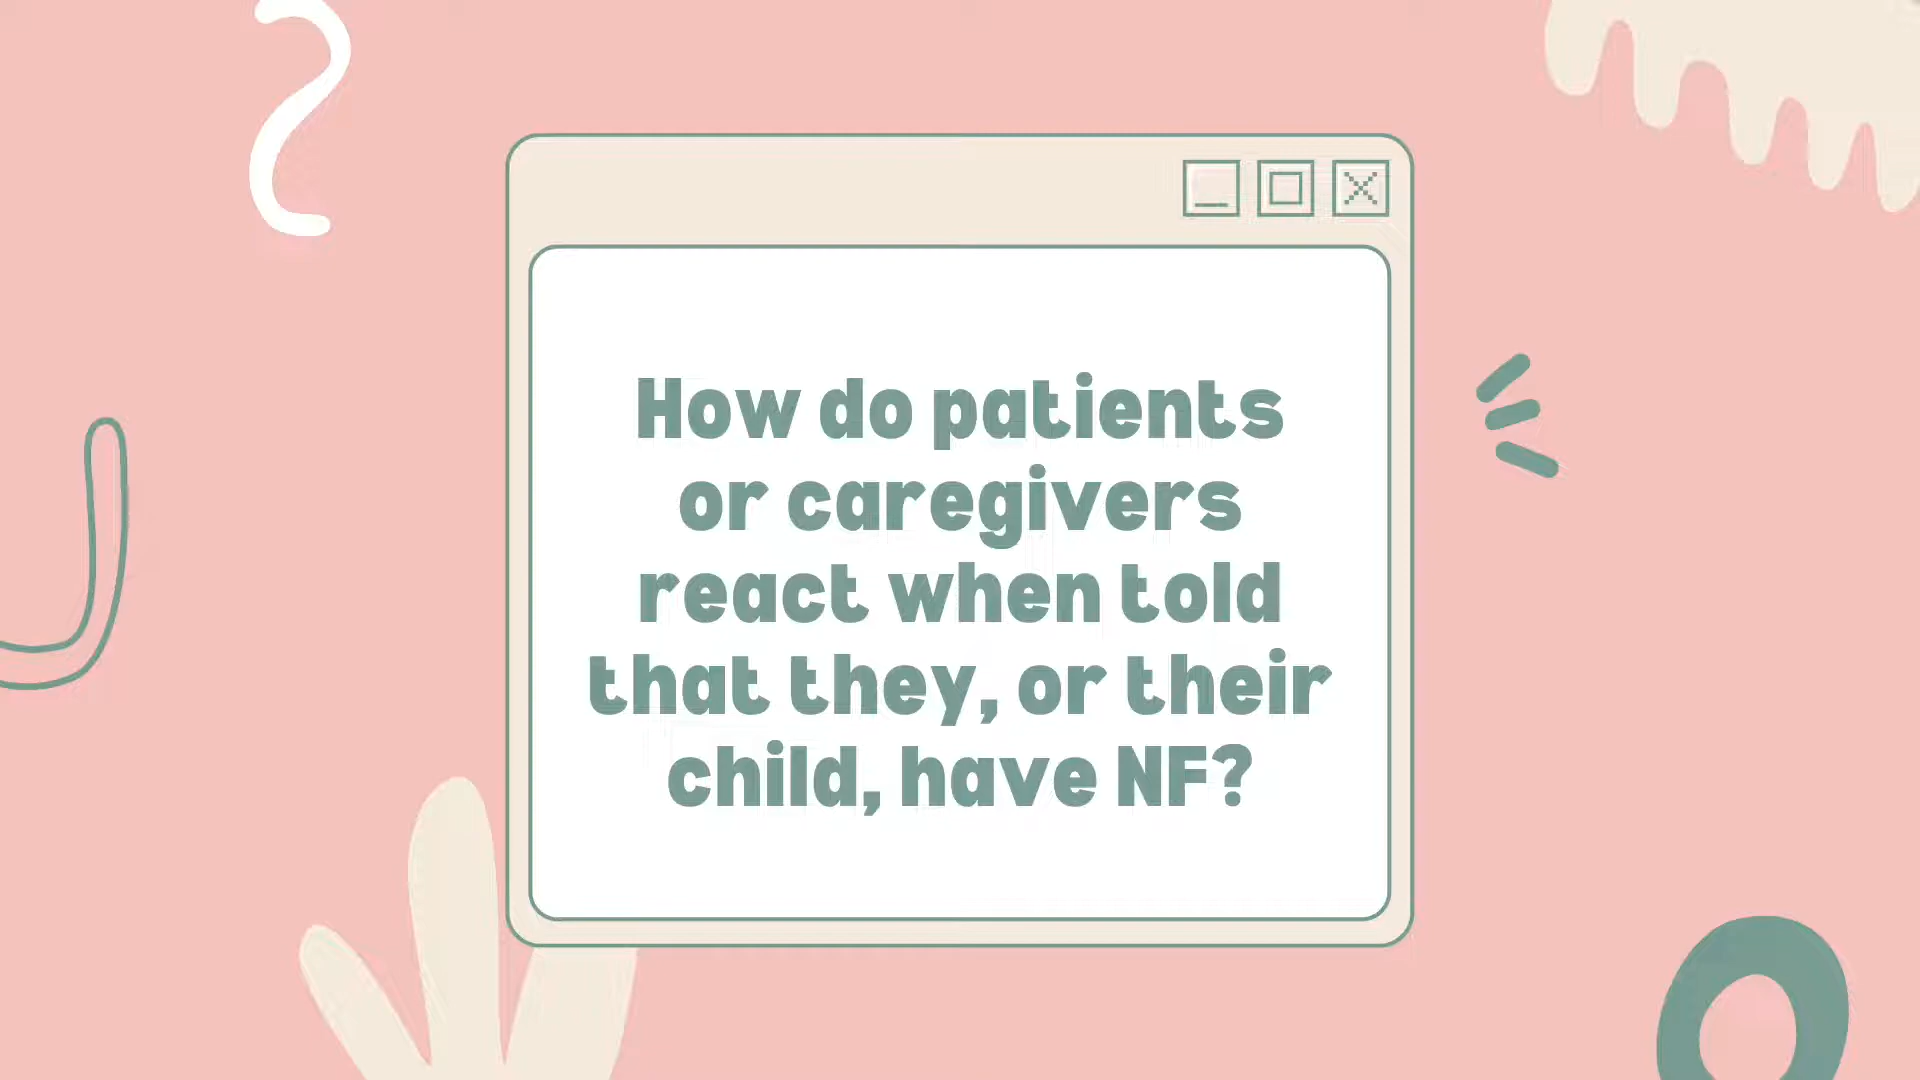 How do patients
or caregivers
react when told
that they, or their
child, have NF?